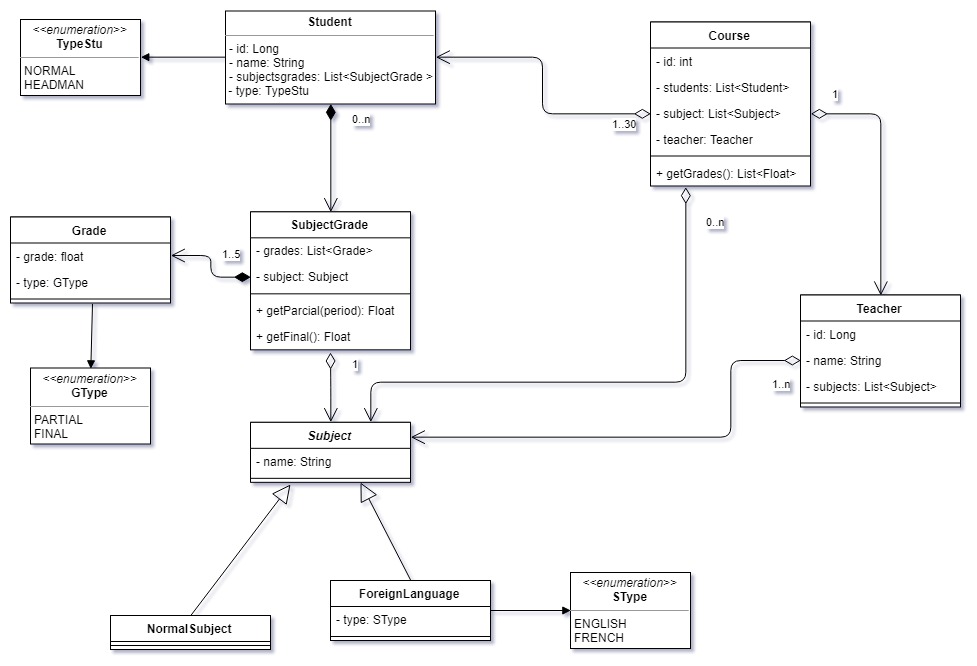 <<enumeration>>
TypeStu
NORMAL
HEADMAN
Student
- id: Long
- name: String
- subjectsgrades: List<SubjectGrade >
- type: TypeStu
0..n
1..30
Course
- id: int
- students: List<Student>
- subject: List<Subject>
- teacher: Teacher
+ getGrades(): List<Float>
1
0..n
Grade
- grade: float
- type: GType
1..5
SubjectGrade
- grades: List<Grade>
- subject: Subject
+ getParcial(period): Float
+ getFinal(): Float
1
Teacher
- id: Long
- name: String
- subjects: List<Subject>
1..n
<<enumeration>>
GType
PARTIAL
FINAL
Subject
- name: String
NormalSubject
ForeignLanguage
- type: SType
<<enumeration>>
SType
ENGLISH
FRENCH